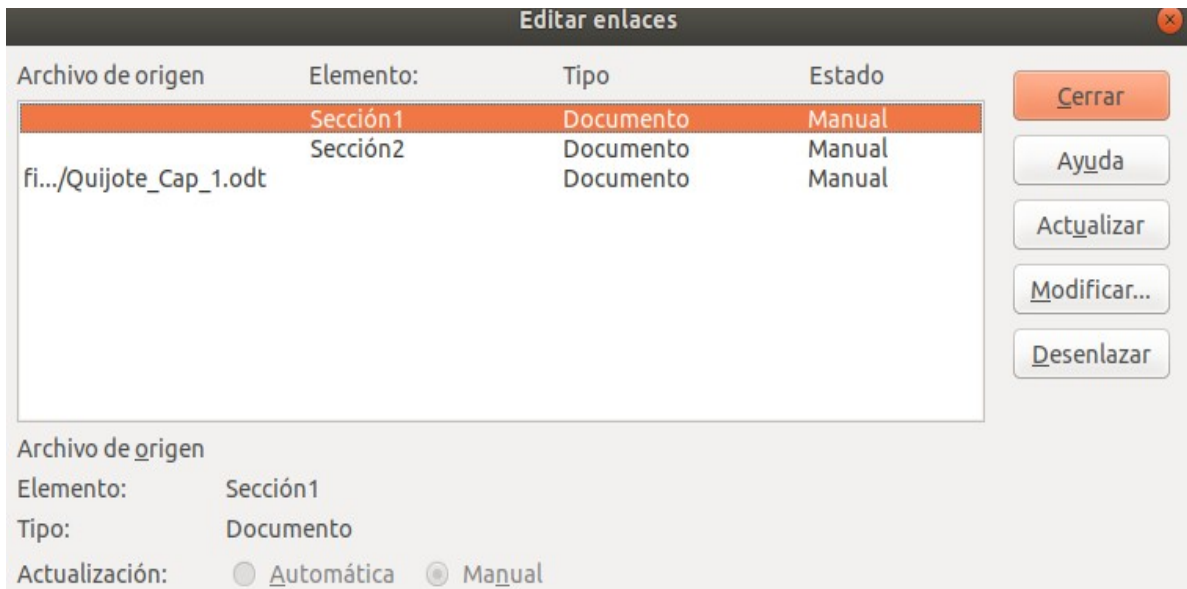 Editar enlaces
Archivo de origen Elemento: Tipo Estado
Sección1 Documento Manual
Sección2 Documento Manual
fi.../Quijote_Cap_1.odt Documento Manual
Cerrar
Ayuda
Actualizar
Modificar...
Desenlazar
Archivo de origen
Elemento: Sección1
Tipo: Documento
Actualización: Automática Manual